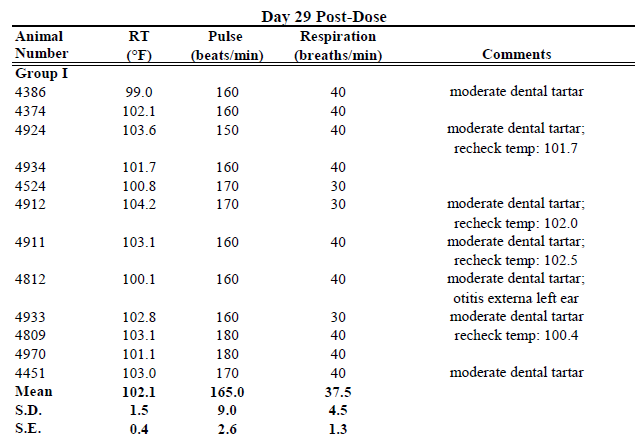 Day 29 Post-Dose
Animal RT Pulse Respiration
Number (°F) (beats/min) (breaths/min) Comments
Group I
4386 99.0 160 40 moderate dental tartar
4374 102.1 160 40
4924 103.6 150 40 moderate dental tartar;
recheck temp: 101.7
4934 101.7 160 40
4524 100.8 170 30
4912 104.2 170 30 moderate dental tartar;
recheck temp: 102.0
4911 103.1 160 40 moderate dental tartar;
recheck temp: 102.5
4812 100.1 160 40 moderate dental tartar;
otitis externa left ear
4933 102.8 160 30 moderate dental tartar
4809 103.1 180 40 recheck temp: 100.4
4970 101.1 180 40
4451 103.0 170 40 moderate dental tartar
Mean 102.1 165.0 37.5
S.D. 1.5 9.0 4.5
S.E. 0.4 2.6 1.3